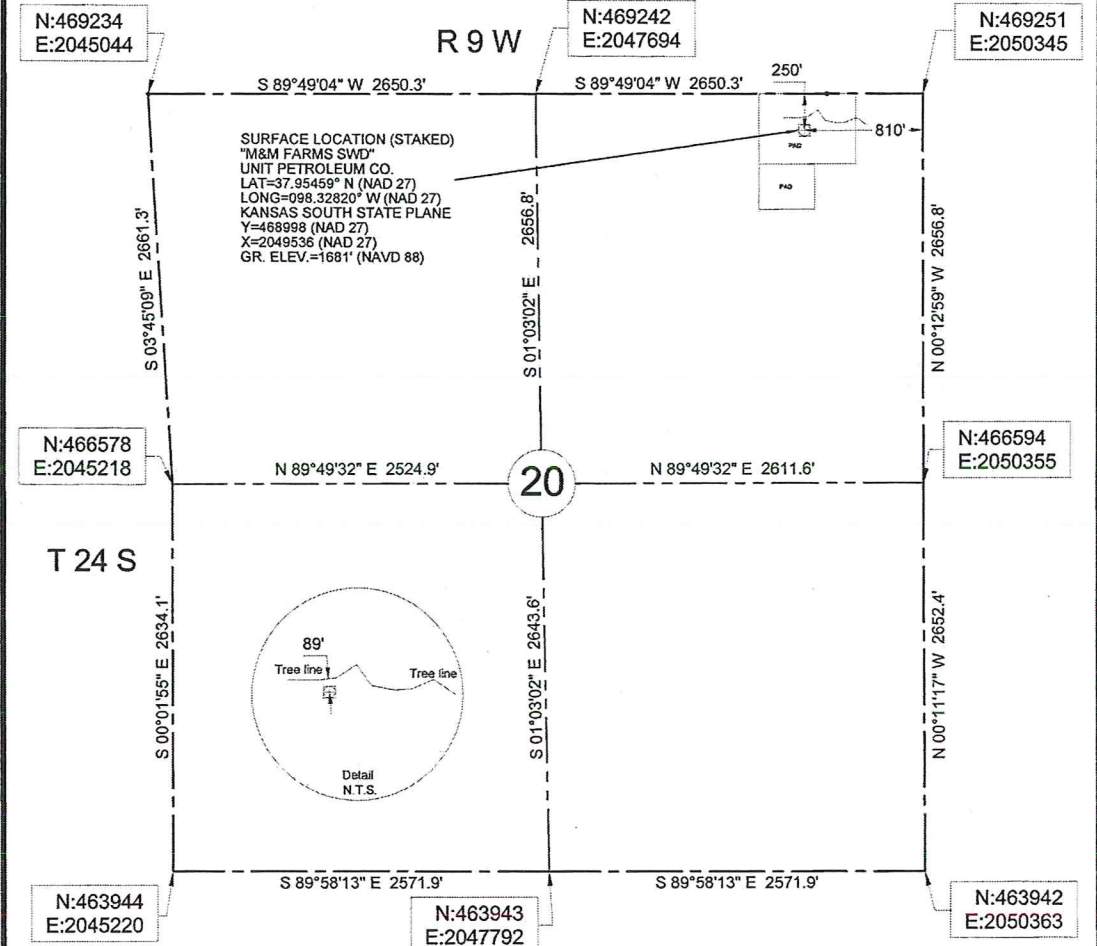 N:469234
E:2045044
R 9 W
N:469242
E:2047694
N:469251
E:2050345
S 89°49'04" W 2650.3'
S 89°49'04" W 2650.3'
250'
810'
PAD
PAD
SURFACE LOCATION (STAKED)
"M&M FARMS SWD"
UNIT PETROLEUM CO.
LAT=37.95459° N (NAD 27)
LONG=098.32820° W (NAD 27)
KANSAS SOUTH STATE PLANE
Y=468998 (NAD 27)
X=2049536 (NAD 27)
GR. ELEV.=1681' (NAVD 88)
S 03°45'09" E 2661.3'
S 01°03'02" E 2656.8'
N 00°12'59" W 2656.8'
N:466578
E:2045218
N 89°49'32" E 2524.9'
20
N 89°49'32" E 2611.6'
N:466594
E:2050355
T 24 S
S 00°01'55" E 2634.1'
89'
Tree line
Tree line
Detail
N.T.S.
S 01°03'02" E 2643.6'
N 00°11'17" W 2652.4'
S 89°58'13" E 2571.9'
S 89°58'13" E 2571.9'
N:463944
E:2045220
N:463943
E:2047792
N:463942
E:2050363